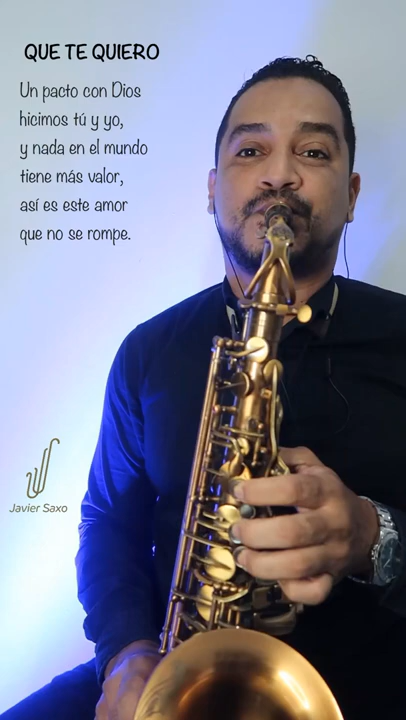 QUE TE QUIERO
Un pacto con Dios
hicimos tú y yo,
y nada en el mundo
tiene más valor,
así es este amor
que no se rompe.
Javier Saxo